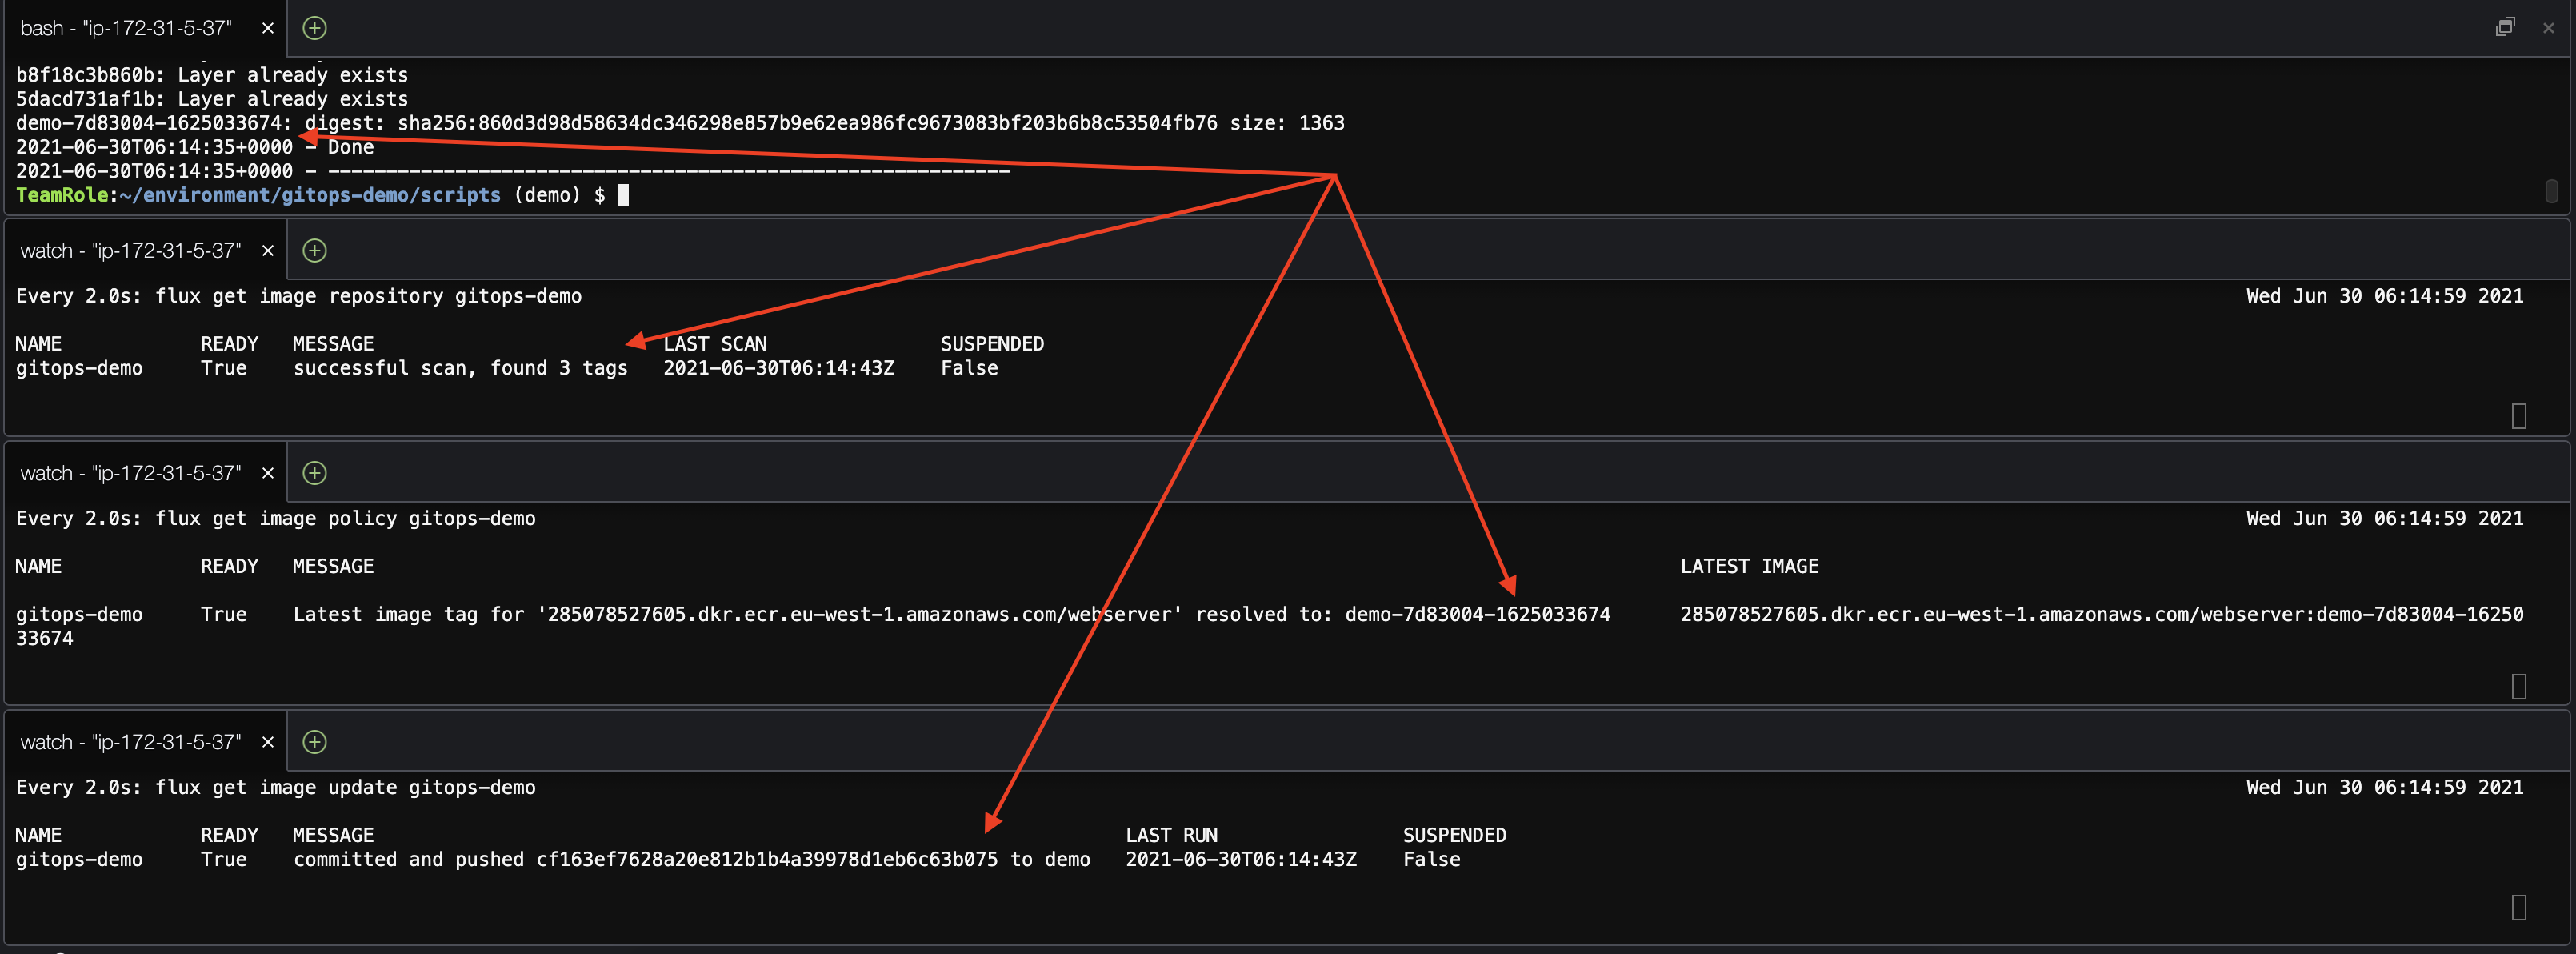 bash - "ip-172-31-5-37"
b8f18c3b860b: Layer already exists
5dacd731af1b: Layer already exists
demo-7d83004-1625033674: digest: sha256:860d3d98d58634dc346298e857b9e62ea986fc9673083bf203b6b8c53504fb76 size: 1363
2021-06-30T06:14:35+0000 - Done
2021-06-30T06:14:35+0000 - -----------------------------------------------------------
TeamRole:~/environment/gitops-demo/scripts (demo) $
watch - "ip-172-31-5-37"
Every 2.0s: flux get image repository gitops-demo Wed Jun 30 06:14:59 2021
NAME READY MESSAGE LAST SCAN SUSPENDED
gitops-demo True successful scan, found 3 tags 2021-06-30T06:14:43Z False
watch - "ip-172-31-5-37"
Every 2.0s: flux get image policy gitops-demo Wed Jun 30 06:14:59 2021
NAME READY MESSAGE LATEST IMAGE
gitops-demo True Latest image tag for '285078527605.dkr.ecr.eu-west-1.amazonaws.com/webserver' resolved to: demo-7d83004-1625033674 285078527605.dkr.ecr.eu-west-1.amazonaws.com/webserver:demo-7d83004-16250
33674
watch - "ip-172-31-5-37"
Every 2.0s: flux get image update gitops-demo Wed Jun 30 06:14:59 2021
NAME READY MESSAGE LAST RUN SUSPENDED
gitops-demo True committed and pushed cf163ef7628a20e812b1b4a39978d1eb6c63b075 to demo 2021-06-30T06:14:43Z False